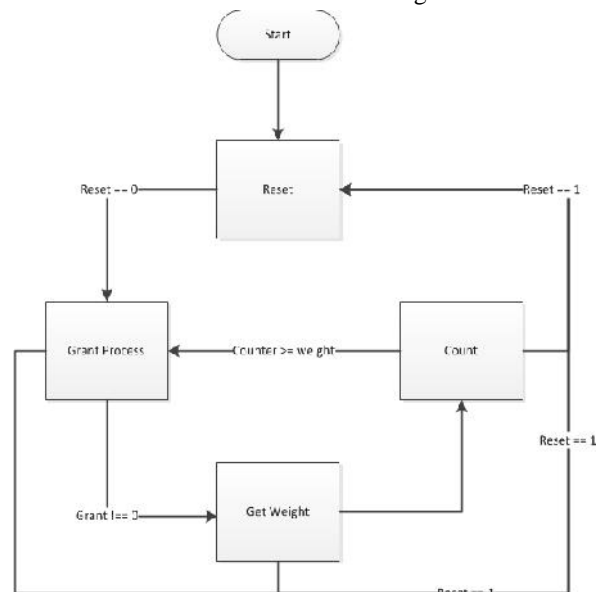 Start
Reset == 0
Reset
Reset == 1
Grant Process
Counter >= weight
Count
Reset == 1
Grant !== 0
Get Weight
Reset == 1